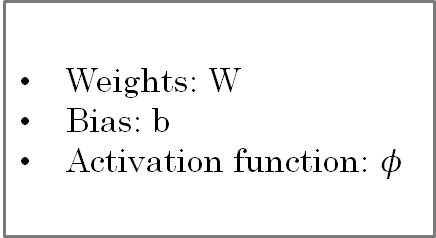 • Weights: W
• Bias: b
• Activation function: ϕ